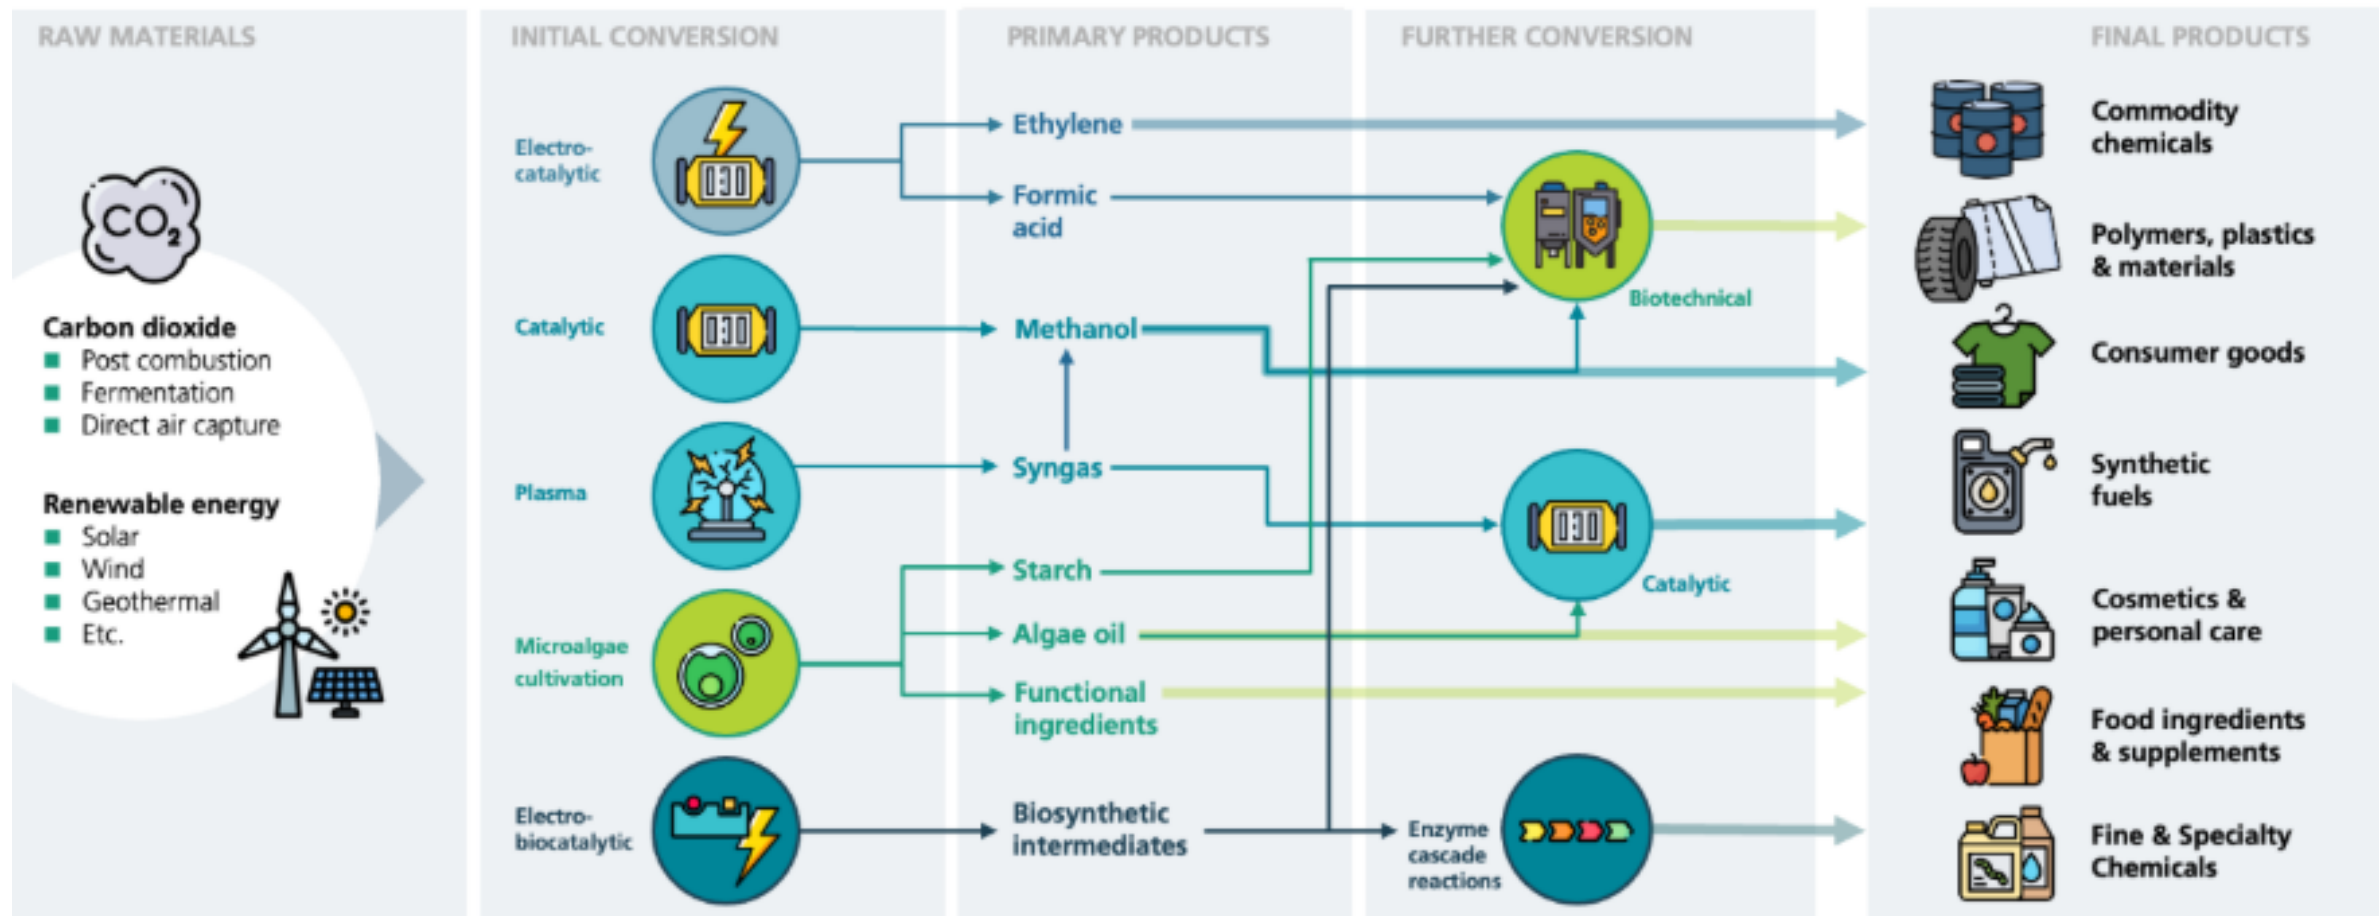 RAW MATERIALS
INITIAL CONVERSION
PRIMARY PRODUCTS
FURTHER CONVERSION
FINAL PRODUCTS
CO2
Carbon dioxide
Post combustion
Fermentation
Direct air capture
Renewable energy
Solar
Wind
Geothermal
Etc.
Electro-
catalytic
Catalytic
Plasma
Microalgae
cultivation
Electro-
biocatalytic
Ethylene
Formic
acid
Methanol
Syngas
Starch
Algae oil
Functional
ingredients
Biosynthetic
intermediates
Biotechnical
Catalytic
Enzyme
cascade
reactions
Commodity
chemicals
Polymers, plastics
& materials
Consumer goods
Synthetic
fuels
Cosmetics &
personal care
Food ingredients
& supplements
Fine & Specialty
Chemicals